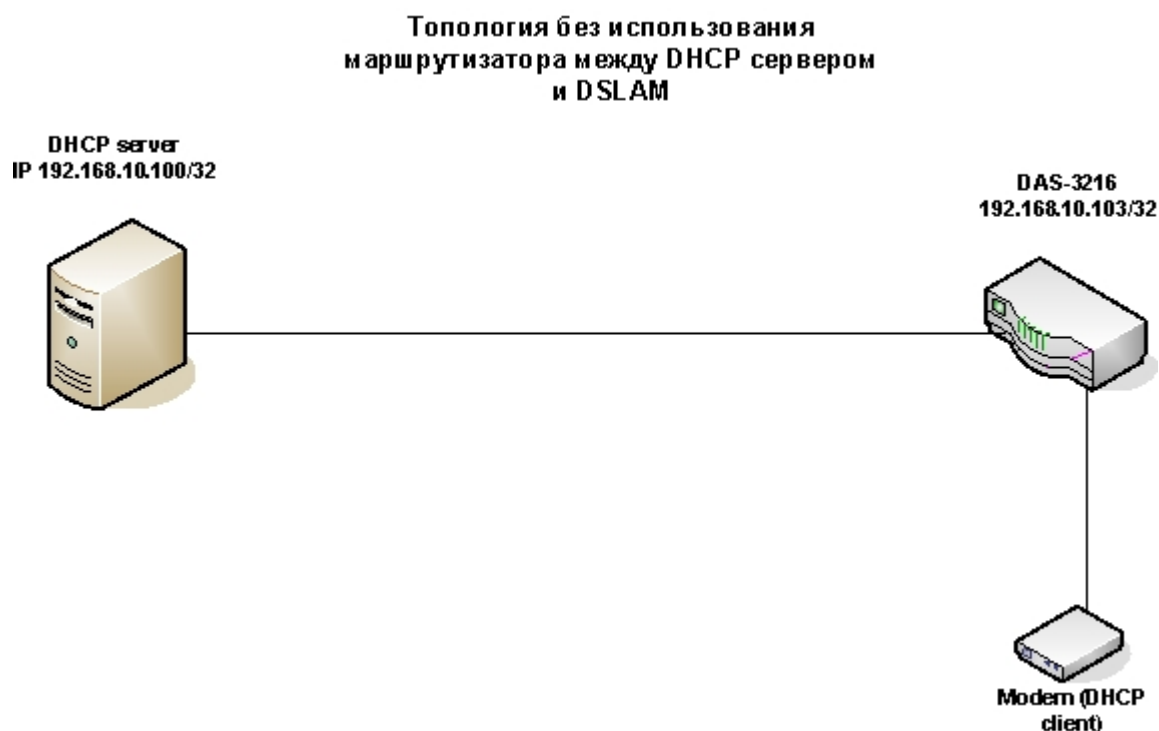 Топология без использования
маршрутизатора между DHCP сервером
и DSLAM
DHCP server
IP 192.168.10.100/32
DAS-3216
192.168.10.103/32
Modem (DHCP
client)